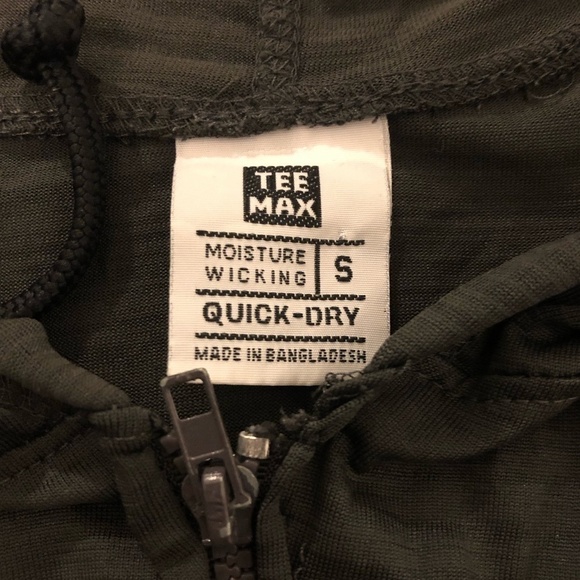 TEE
MAX
MOISTURE
WICKING
S
QUICK-DRY
MADE IN BANGLADESH